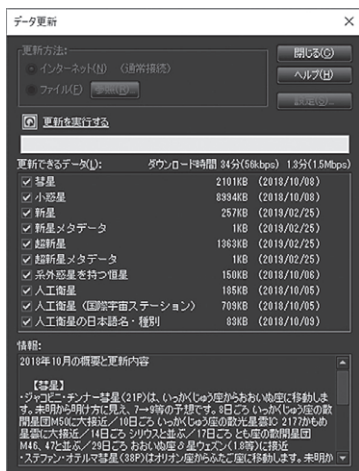 データ更新
更新方法:
インターネット(N) (通常接続)
ファイル(F) 参照(R)...
閉じる(C)
ヘルプ(H)
設定(S)...
更新を実行する
更新できるデータ(L): ダウンロード時間 34分(56kbps) 1.3分(1.5Mbps)
彗星 2101KB (2018/10/08)
小惑星 8994KB (2018/10/08)
新星 257KB (2019/02/25)
新星メタデータ 1KB (2019/02/25)
超新星 1363KB (2019/02/25)
超新星メタデータ 1KB (2019/02/25)
系外惑星を持つ恒星 150KB (2018/10/06)
人工衛星 185KB (2018/10/05)
人工衛星(国際宇宙ステーション) 709KB (2018/10/05)
人工衛星の日本語名・種別 83KB (2018/10/09)
情報:
2018年10月の概要と更新内容
【彗星】
・ジャコビニ・チンナー彗星(21P)は、いっかくじゅう座からおおいぬ座に移動しま
す。未明から明け方に見え、7→9等の予想です。8日ごろ いっかくじゅう座の散
開星団M50に大接近/10日ごろ いっかくじゅう座の散光星雲IC 2177かもめ
星雲に大接近/14日ごろ シリウスと並ぶ/17日ごろ とも座の散開星団
M46、47と並ぶ/29日ごろ おおいぬ座δ星ウェズン(1.8等)に接近
・ステファン・オテルマ彗星(38P)はオリオン座からふたご座に移動します。未明か